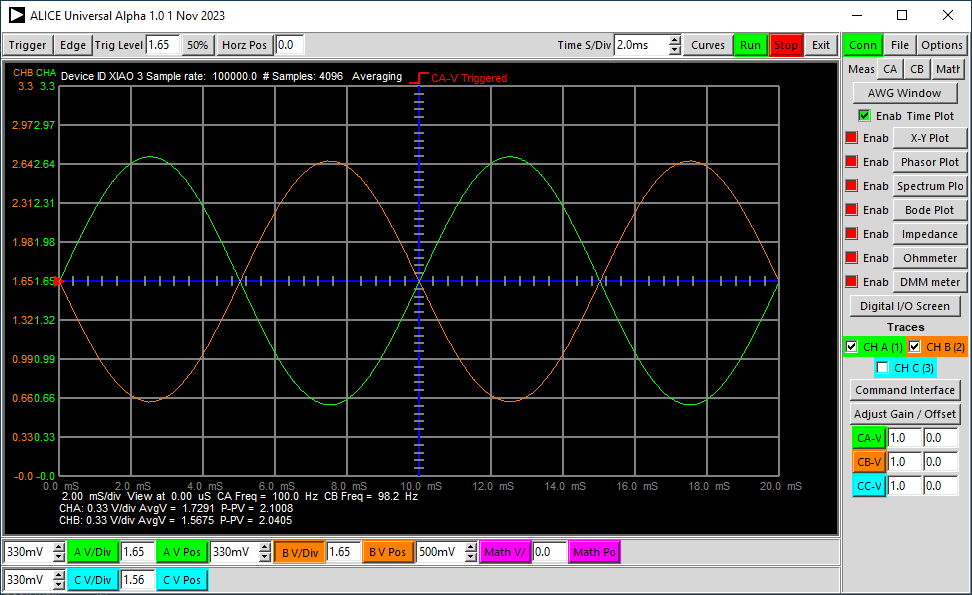 ALICE Universal Alpha 1.0 1 Nov 2023
Trigger Edge Trig Level 1.65 50% Horz Pos 0.0 Time S/Div 2.0ms Curves Run Stop Exit Conn File Options
Meas CA CB Math
AWG Window
Enab Time Plot
Enab X-Y Plot
Enab Phasor Plot
Enab Spectrum Plo
Enab Bode Plot
Enab Impedance
Enab Ohmmeter
Enab DMM meter
Digital I/O Screen
Traces
CH A (1) CH B (2)
CH C (3)
Command Interface
Adjust Gain / Offset
CA-V 1.0 0.0
CB-V 1.0 0.0
CC-V 1.0 0.0
CHB CHA Device ID XIAO 3 Sample rate: 100000.0 # Samples: 4096 Averaging CA-V Triggered
3.3 3.3
2.97 2.97
2.64 2.64
2.31 2.31
1.98 1.98
1.65 1.65
1.32 1.32
0.99 0.99
0.66 0.66
0.33 0.33
-0.0 -0.0
0.0 mS 2.0 mS 4.0 mS 6.0 mS 8.0 mS 10.0 mS 12.0 mS 14.0 mS 16.0 mS 18.0 mS 20.0 mS
2.00 mS/div View at 0.00 uS CA Freq = 100.0 Hz CB Freq = 98.2 Hz
CHA: 0.33 V/div AvgV = 1.7291 P-PV = 2.1008
CHB: 0.33 V/div AvgV = 1.5675 P-PV = 2.0405
330mV A V/Div 1.65 A V Pos 330mV B V/Div 1.65 B V Pos 500mV Math V/ 0.0 Math Po
330mV C V/Div 1.56 C V Pos